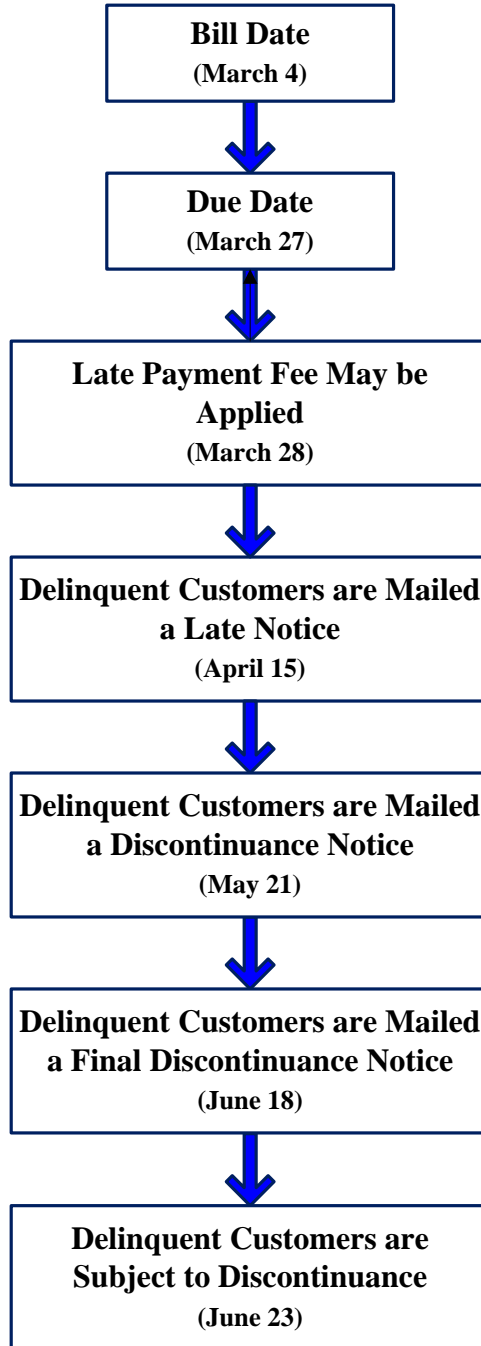 Bill Date
(March 4)
Due Date
(March 27)
Late Payment Fee May be
Applied
(March 28)
Delinquent Customers are Mailed
a Late Notice
(April 15)
Delinquent Customers are Mailed
a Discontinuance Notice
(May 21)
Delinquent Customers are Mailed
a Final Discontinuance Notice
(June 18)
Delinquent Customers are
Subject to Discontinuance
(June 23)